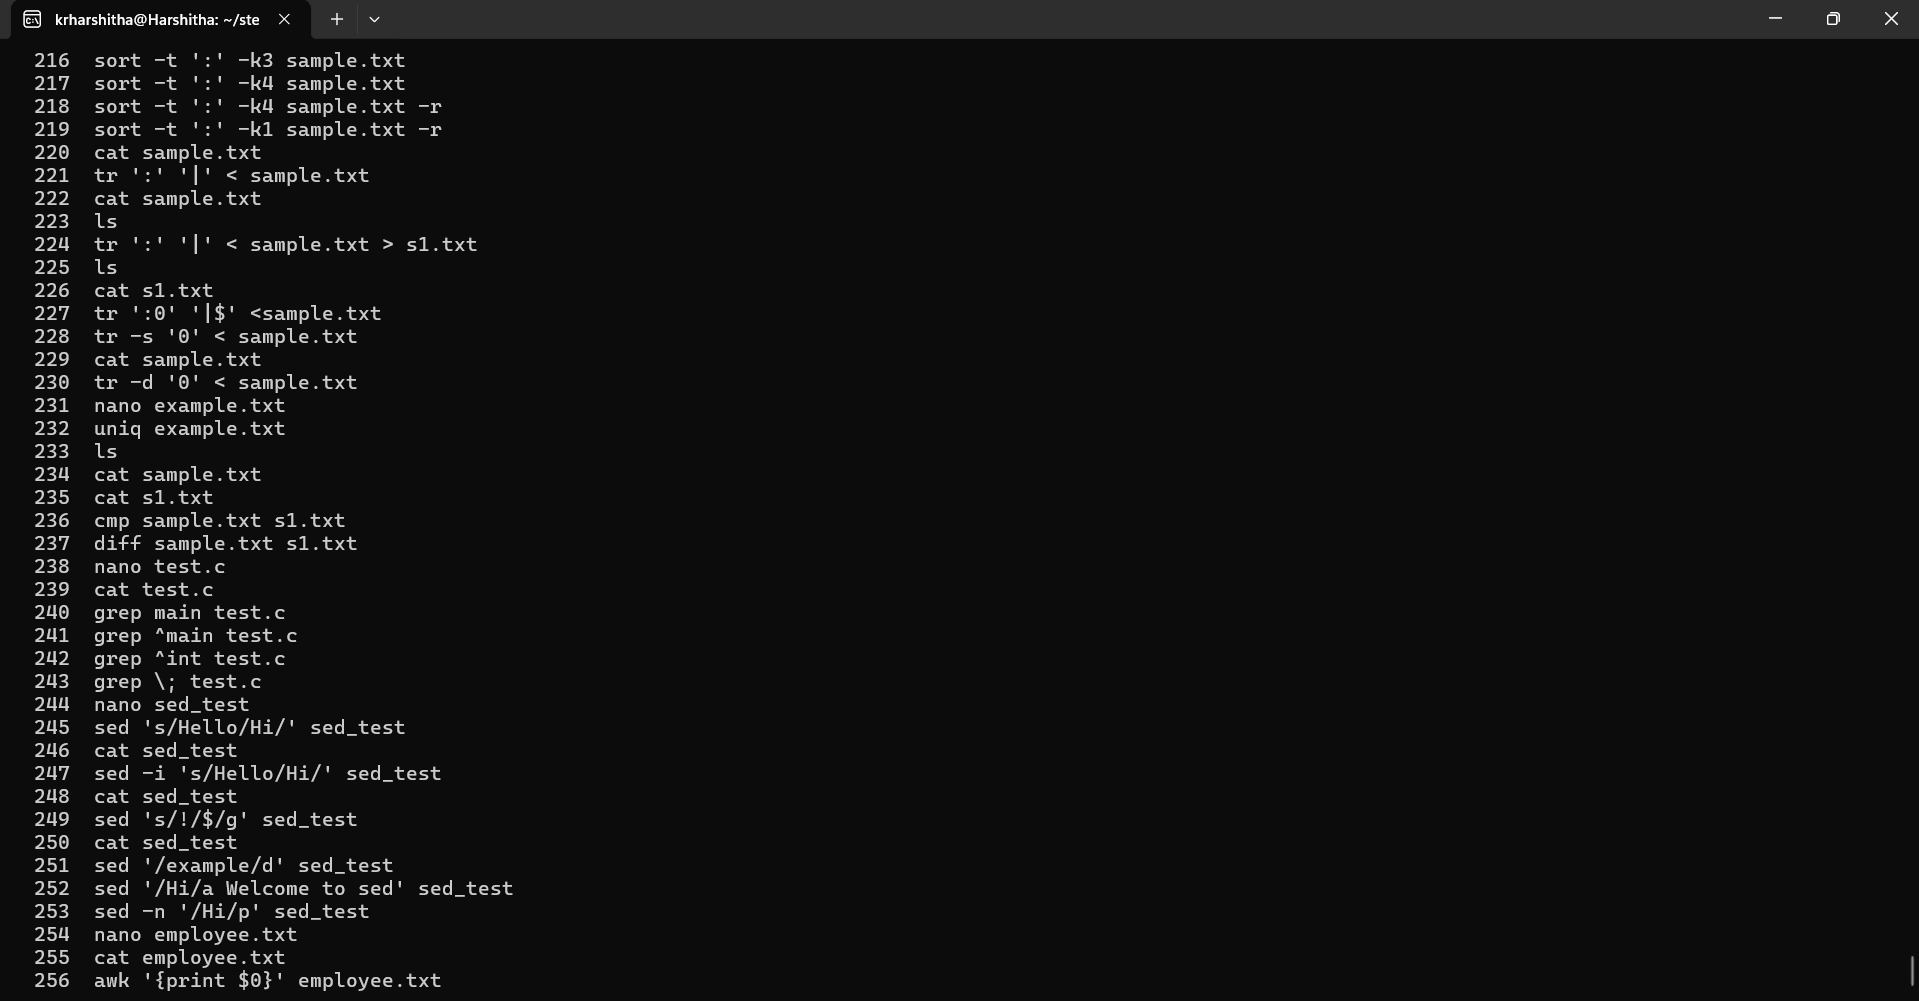 krharshitha@Harshitha: ~/ste
216 sort -t ':' -k3 sample.txt
217 sort -t ':' -k4 sample.txt
218 sort -t ':' -k4 sample.txt -r
219 sort -t ':' -k1 sample.txt -r
220 cat sample.txt
221 tr ':' '|' < sample.txt
222 cat sample.txt
223 ls
224 tr ':' '|' < sample.txt > s1.txt
225 ls
226 cat s1.txt
227 tr ':0' '|$' <sample.txt
228 tr -s '0' < sample.txt
229 cat sample.txt
230 tr -d '0' < sample.txt
231 nano example.txt
232 uniq example.txt
233 ls
234 cat sample.txt
235 cat s1.txt
236 cmp sample.txt s1.txt
237 diff sample.txt s1.txt
238 nano test.c
239 cat test.c
240 grep main test.c
241 grep ^main test.c
242 grep ^int test.c
243 grep \; test.c
244 nano sed_test
245 sed 's/Hello/Hi/' sed_test
246 cat sed_test
247 sed -i 's/Hello/Hi/' sed_test
248 cat sed_test
249 sed 's/!/$/g' sed_test
250 cat sed_test
251 sed '/example/d' sed_test
252 sed '/Hi/a Welcome to sed' sed_test
253 sed -n '/Hi/p' sed_test
254 nano employee.txt
255 cat employee.txt
256 awk '{print $0}' employee.txt